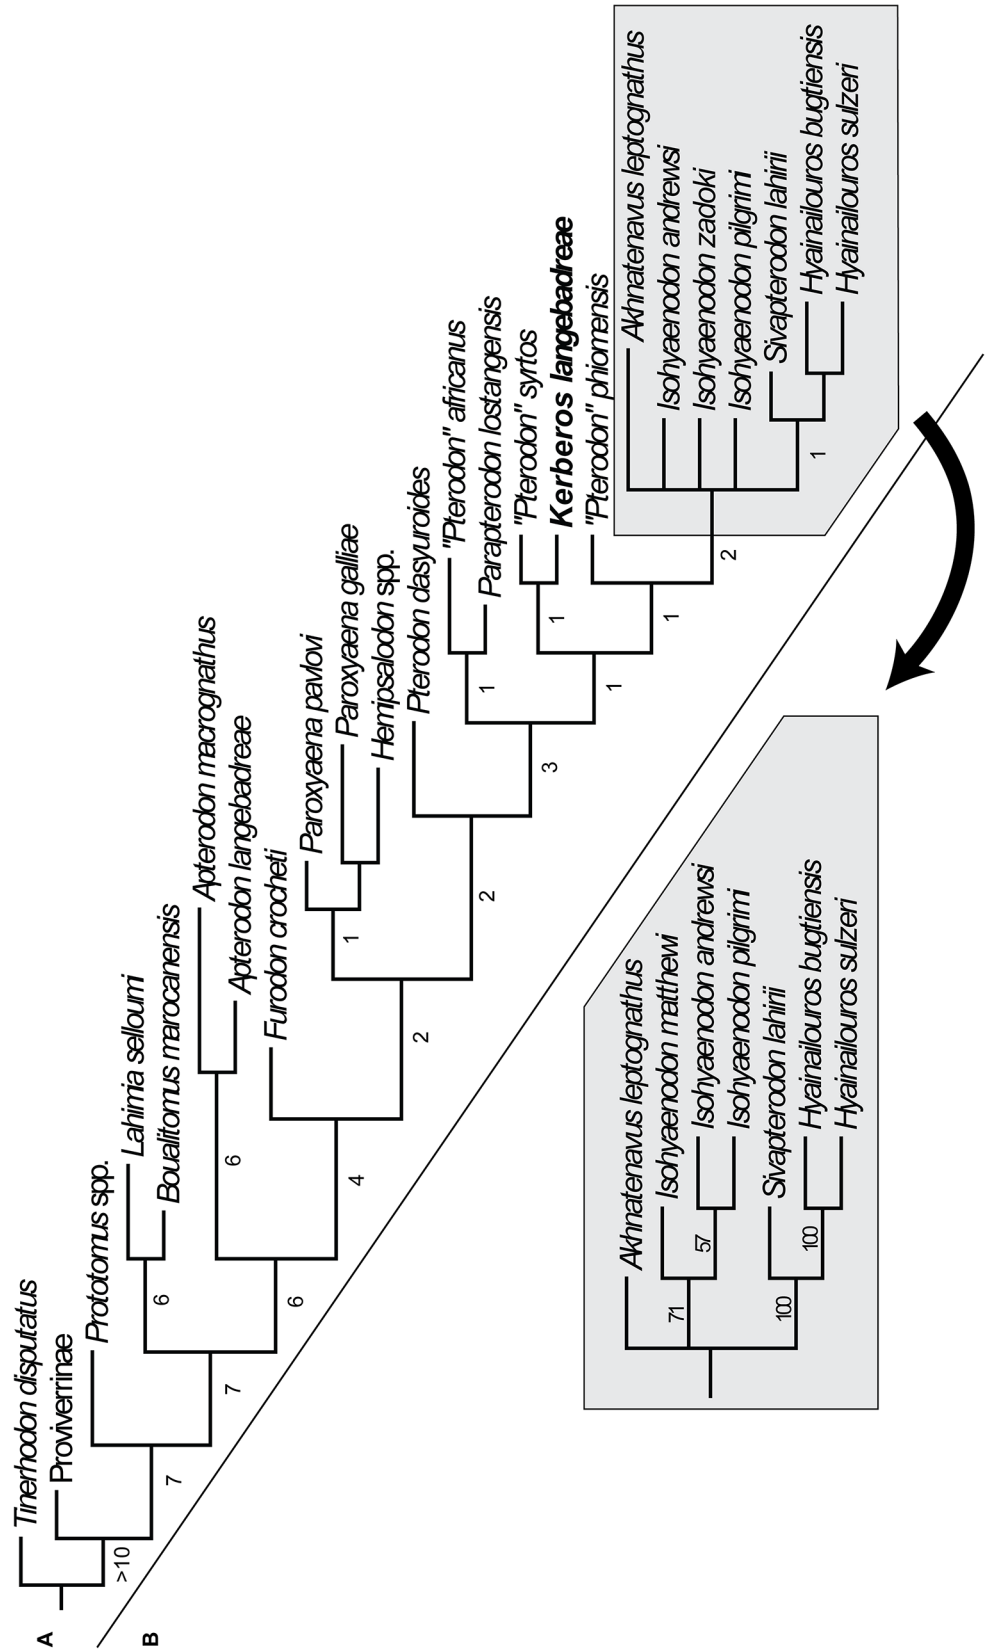 A
Tinerhodon disputatus
Proviverrinae
>10
Prototomus spp.
7
Lahimia selloumi
Boualitomus marocanensis
6
7
Apterodon macrognathus
Apterodon langebadreae
6
6
Furodon crocheti
4
Paroxyaena pavlovi
Paroxyaena galliae
Hemipsalodon spp.
1
2
Pterodon dasyuroides
2
"Pterodon" africanus
Parapterodon lostangensis
1
3
"Pterodon" syrtos
Kerberos langebadreae
1
1
"Pterodon" phiomensis
1
2
Akhnatenavus leptognathus
Isohyaenodon andrewsi
Isohyaenodon zadoki
Isohyaenodon pilgrimi
Sivapterodon lahirii
Hyainailouros bugtiensis
Hyainailouros sulzeri
1
B
Akhnatenavus leptognathus
Isohyaenodon matthewi
Isohyaenodon andrewsi
Isohyaenodon pilgrimi
71
57
Sivapterodon lahirii
Hyainailouros bugtiensis
Hyainailouros sulzeri
100
100